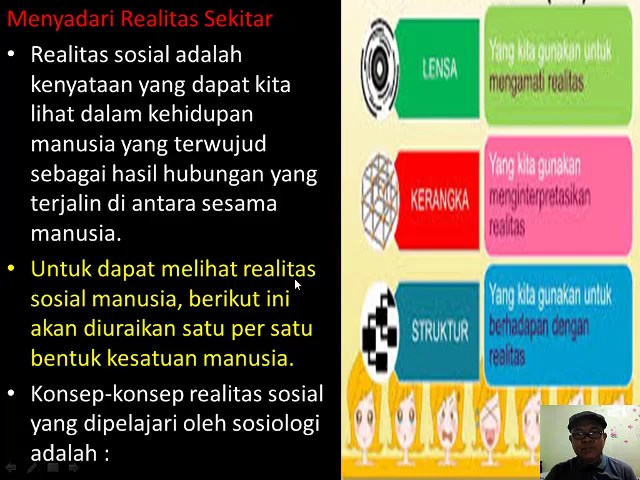 Menyadari Realitas Sekitar
• Realitas sosial adalah
kenyataan yang dapat kita
lihat dalam kehidupan
manusia yang terwujud
sebagai hasil hubungan yang
terjalin di antara sesama
manusia.
• Untuk dapat melihat realitas
sosial manusia, berikut ini
akan diuraikan satu per satu
bentuk kesatuan manusia.
• Konsep-konsep realitas sosial
yang dipelajari oleh sosiologi
adalah :
LENSA
Yang kita gunakan untuk
mengamati realitas
KERANGKA
Yang kita gunakan
menginterpretasikan
realitas
STRUKTUR
Yang kita gunakan untuk
berhadapan dengan
realitas